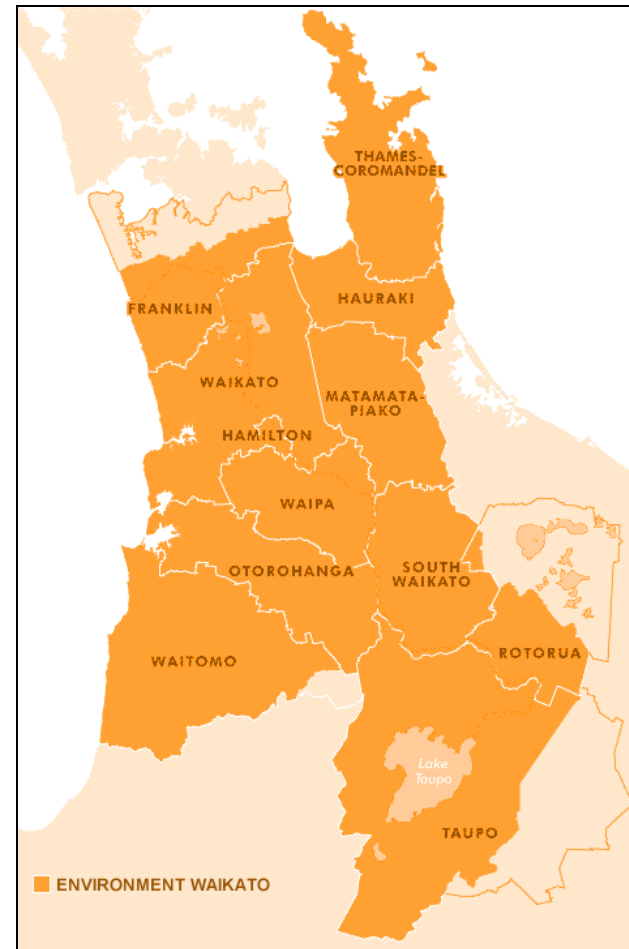 THAMES-
COROMANDEL
HAURAKI
FRANKLIN
WAIKATO
MATAMATA-
PIAKO
HAMILTON
WAIPA
OTOROHANGA
SOUTH
WAIKATO
WAITOMO
ROTORUA
Lake
Taupo
TAUPO
ENVIRONMENT WAIKATO